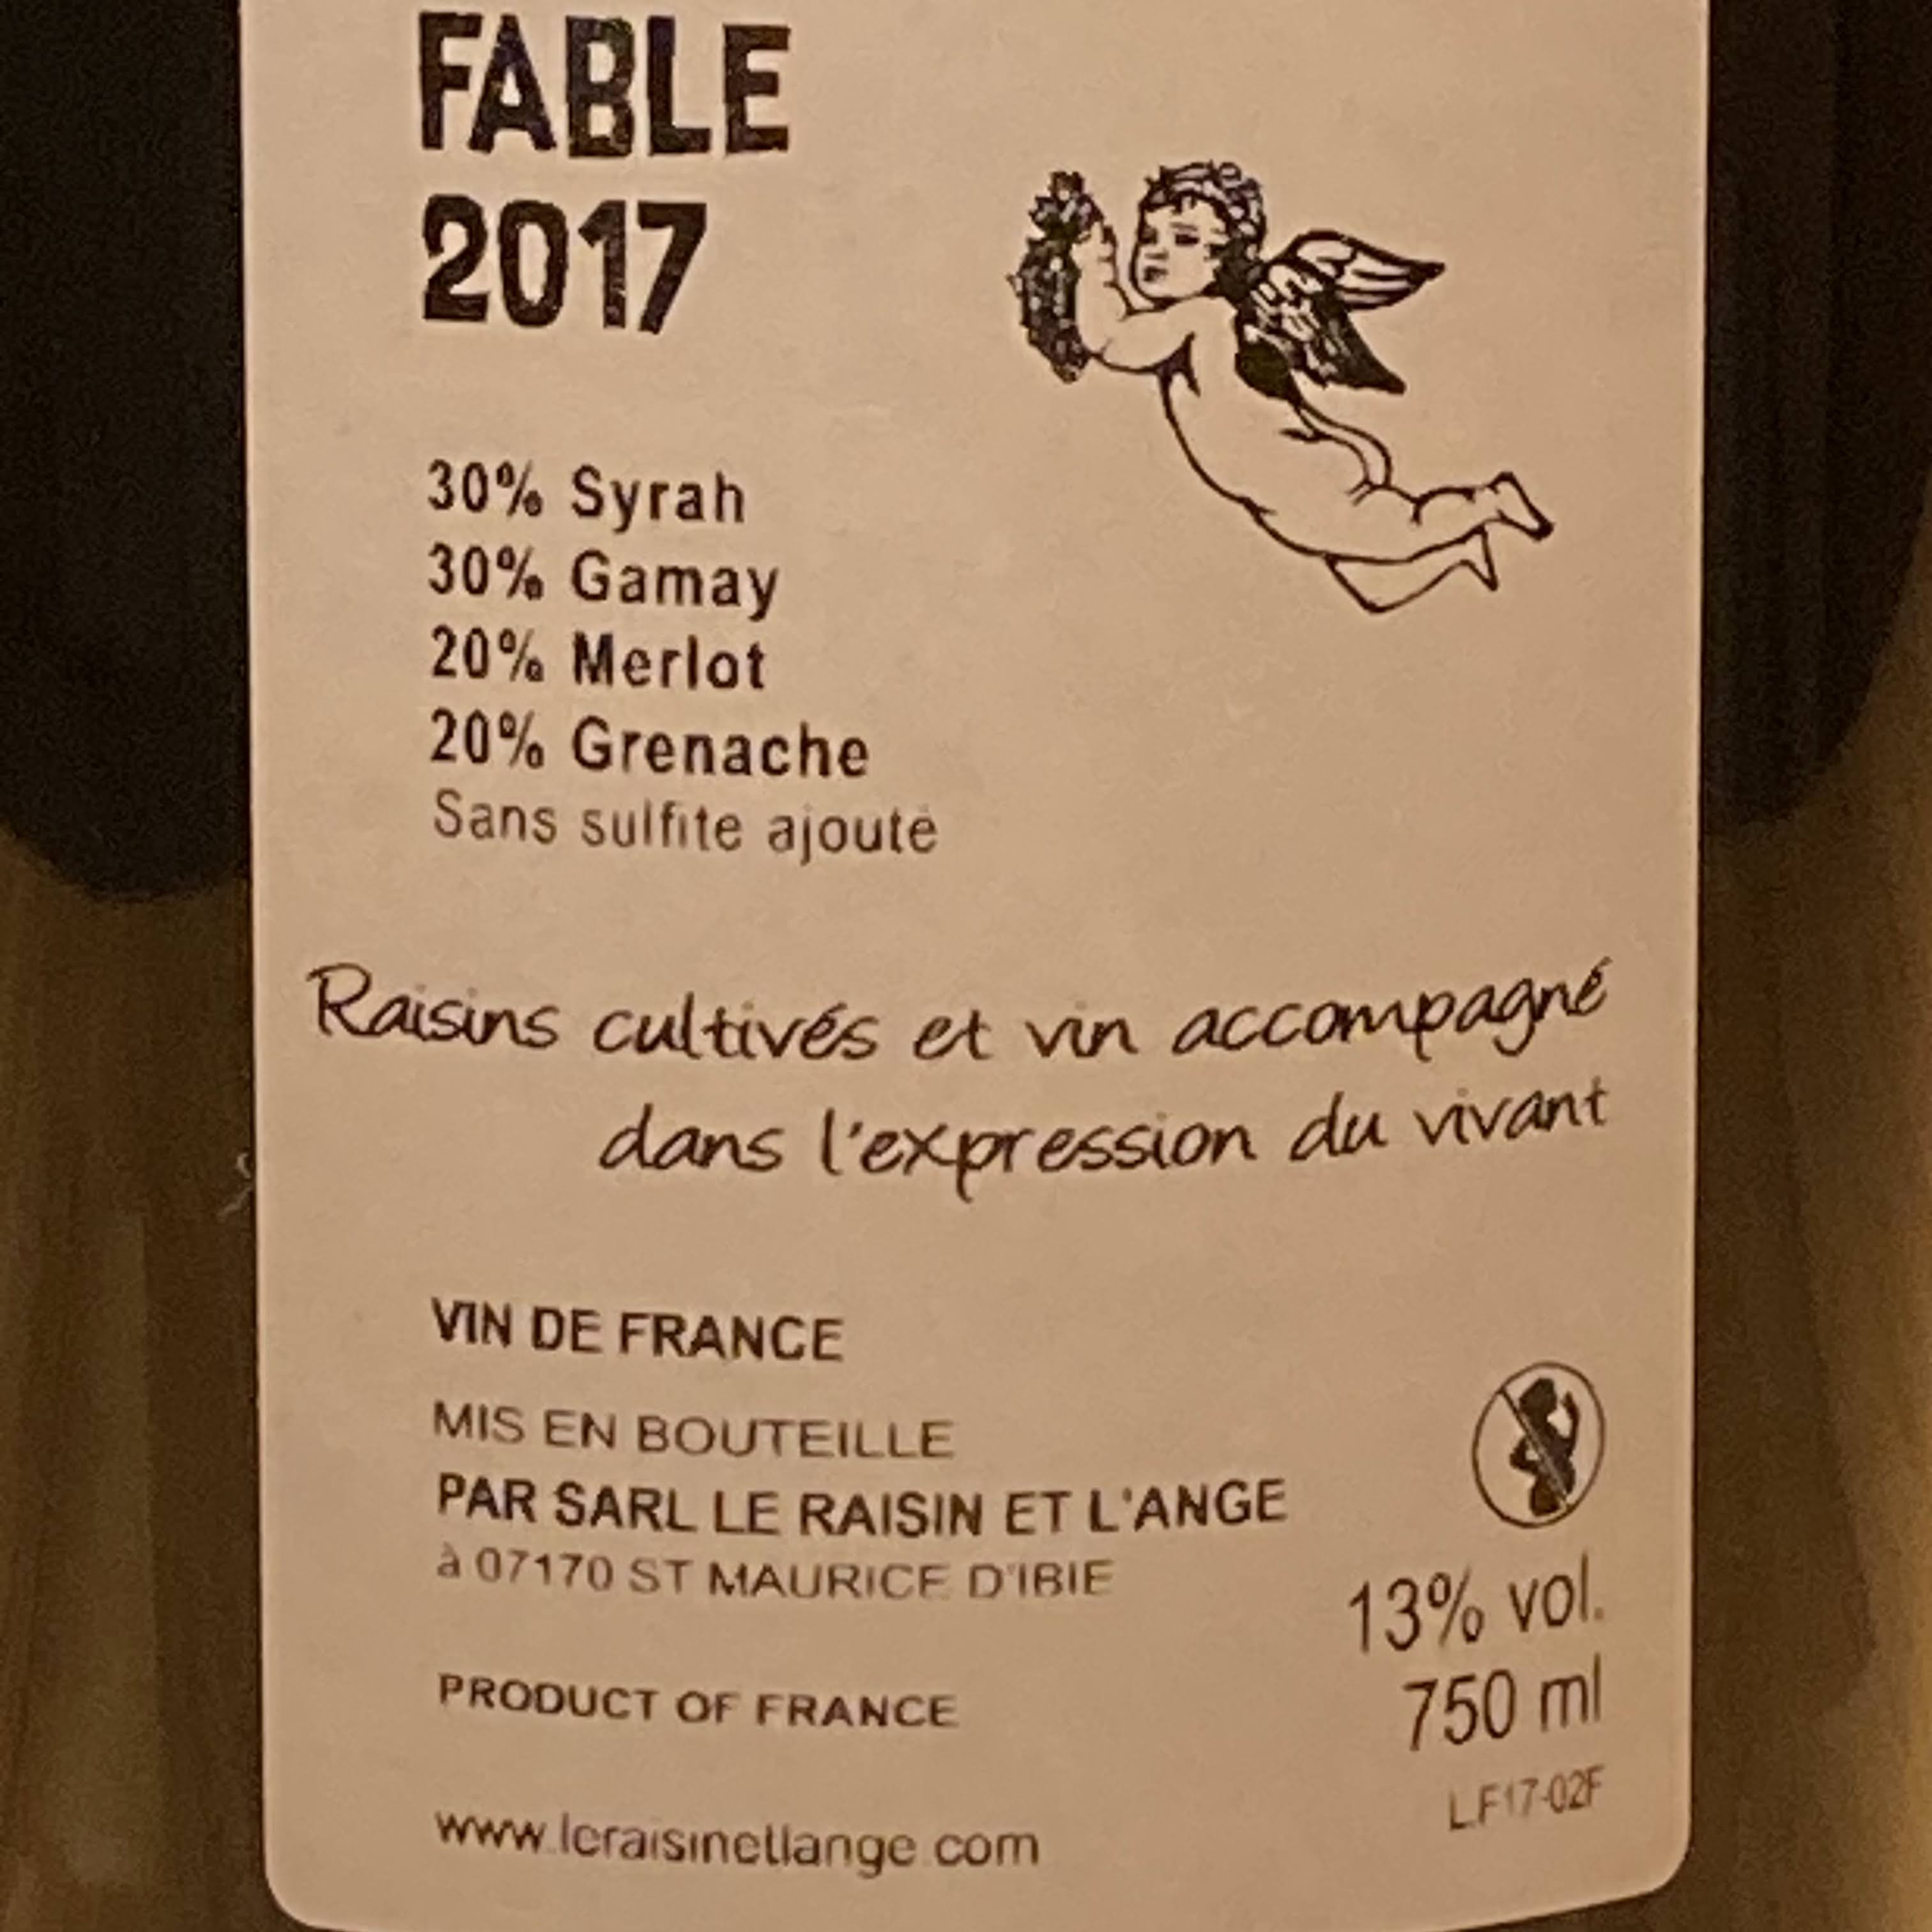 FABLE
2017
30% Syrah
30% Gamay
20% Merlot
20% Grenache
Sans sulfite ajouté
Raisins cultivés et vin accompagné
dans l'expression du vivant
VIN DE FRANCE
MIS EN BOUTEILLE
PAR SARL LE RAISIN ET L'ANGE
à 07170 ST MAURICE D'IBIE
13% vol.
PRODUCT OF FRANCE
750 ml
L.F17-02F
www.leraisinetlange.com